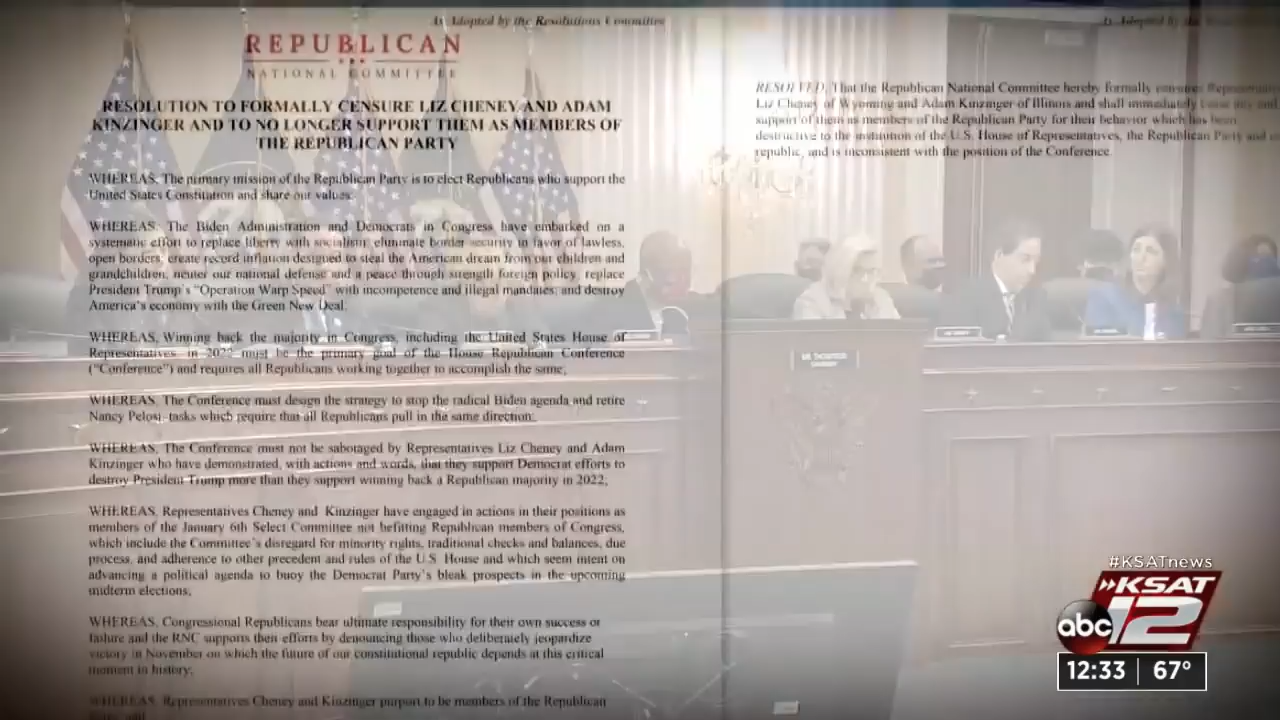 As Adopted by the Resolutions Committee
REPUBLICAN
NATIONAL COMMITTEE
RESOLUTION TO FORMALLY CENSURE LIZ CHENEY AND ADAM
KINZINGER AND TO NO LONGER SUPPORT THEM AS MEMBERS OF
THE REPUBLICAN PARTY
WHEREAS, The primary mission of the Republican Party is to elect Republicans who support the
United States Constitution and share our values;
WHEREAS, The Biden Administration and Democrats in Congress have embarked on a
systematic effort to replace liberty with socialism, eliminate border security in favor of lawless,
open borders, create record inflation designed to steal the American dream from our children and
grandchildren, neuter our national defense and a peace through strength foreign policy, replace
President Trump's "Operation Warp Speed" with incompetence and illegal mandates, and destroy
America's economy with the Green New Deal;
WHEREAS, Winning back the majority in Congress, including the United States House of
Representatives, in 2022 must be the primary goal of the House Republican Conference
("Conference") and requires all Republicans working together to accomplish the same;
WHEREAS, The Conference must design the strategy to stop the radical Biden agenda and retire
Nancy Pelosi, tasks which require that all Republicans pull in the same direction;
WHEREAS, The Conference must not be sabotaged by Representatives Liz Cheney and Adam
Kinzinger who have demonstrated, with actions and words, that they support Democrat efforts to
destroy President Trump more than they support winning back a Republican majority in 2022;
WHEREAS, Representatives Cheney and Kinzinger have engaged in actions in their positions as
members of the January 6th Select Committee not befitting Republican members of Congress,
which include the Committee's disregard for minority rights, traditional checks and balances, due
process, and adherence to other precedent and rules of the U.S. House and which seem intent on
advancing a political agenda to buoy the Democrat Party's bleak prospects in the upcoming
midterm elections;
WHEREAS, Congressional Republicans bear ultimate responsibility for their own success or
failure and the RNC supports their efforts by denouncing those who deliberately jeopardize
victory in November on which the future of our constitutional republic depends at this critical
moment in history;
WHEREAS, Representatives Cheney and Kinzinger purport to be members of the Republican
As Adopted by the
RESOLVED, That the Republican National Committee hereby formally censures
Liz Cheney of Wyoming and Adam Kinzinger of Illinois and shall immediately
support of them as members of the Republican Party for their behavior which has been
destructive to the institution of the U.S. House of Representatives, the Republican Party and
republic, and is inconsistent with the position of the Conference.
MR. THOMPSON
CHAIRMAN
#KSATnews
KSAT
abc 12
12:33 67°